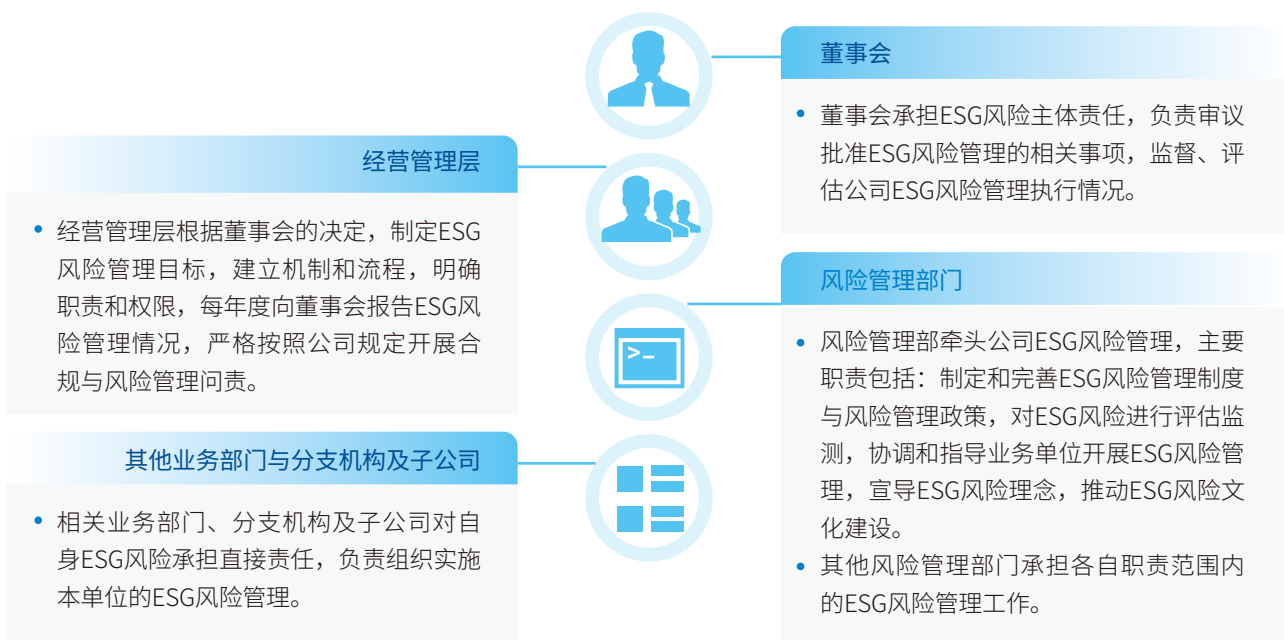 董事会
董事会承担ESG风险主体责任，负责审议
批准ESG风险管理的相关事项，监督、评
估公司ESG风险管理执行情况。
经营管理层
经营管理层根据董事会的决定，制定ESG
风险管理目标，建立机制和流程，明确
职责和权限，每年度向董事会报告ESG风
险管理情况，严格按照公司规定开展合
规与风险管理问责。
风险管理部门
风险管理部牵头公司ESG风险管理，主要
职责包括：制定和完善ESG风险管理制度
与风险管理政策，对ESG风险进行评估监
测，协调和指导业务单位开展ESG风险管
理，宣导ESG风险理念，推动ESG风险文
化建设。
其他风险管理部门承担各自职责范围内
的ESG风险管理工作。
其他业务部门与分支机构及子公司
相关业务部门、分支机构及子公司对自
身ESG风险承担直接责任，负责组织实施
本单位的ESG风险管理。